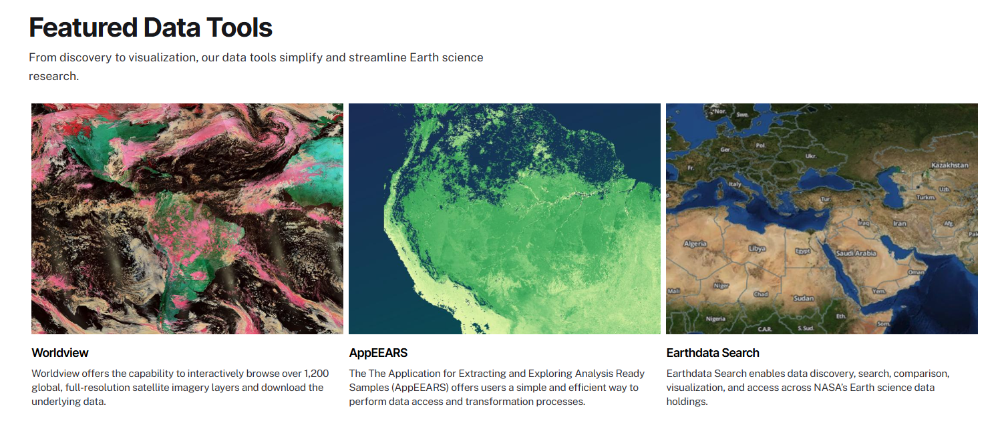 Featured Data Tools
From discovery to visualization, our data tools simplify and streamline Earth science
research.
*Nor.
Swe.
Pol.
Ger.
Ukr.
Fr.
Kazakhstan
Italy
Uzb.
Turkm.
Tur.
Iraq
Iran
Afg.
Pak
Algeria
Libya
Egypt
Saudi Arabia
Oman
Mali
Niger
Chad
Sudan
Yem.
Nigeria
Eth.
C.A.R.
S. Sud.
Som.
Worldview
Worldview offers the capability to interactively browse over 1,200
global, full-resolution satellite imagery layers and download the
underlying data.
AppEEARS
The The Application for Extracting and Exploring Analysis Ready
Samples (AppEEARS) offers users a simple and efficient way to
perform data access and transformation processes.
Earthdata Search
Earthdata Search enables data discovery, search, comparison,
visualization, and access across NASA's Earth science data
holdings.